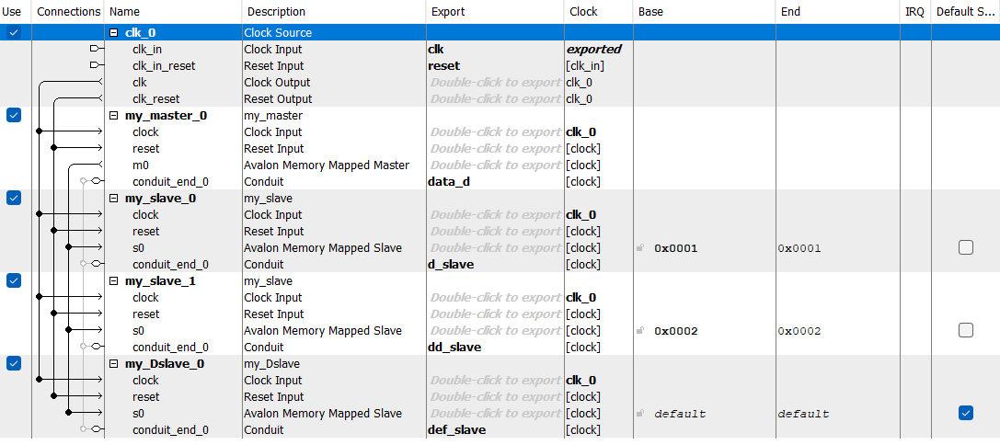 Use Connections Name Description Export Clock Base End IRQ Default S...
clk_0 Clock Source
clk_in Clock Input clk exported
clk_in_reset Reset Input reset [clk_in]
clk Clock Output Double-click to export clk_0
clk_reset Reset Output Double-click to export clk_0
my_master_0 my_master
clock Clock Input Double-click to export clk_0
reset Reset Input Double-click to export [clock]
m0 Avalon Memory Mapped Master Double-click to export [clock]
conduit_end_0 Conduit data_d [clock]
my_slave_0 my_slave
clock Clock Input Double-click to export clk_0
reset Reset Input Double-click to export [clock]
s0 Avalon Memory Mapped Slave Double-click to export [clock] 0x0001 0x0001
conduit_end_0 Conduit d_slave [clock]
my_slave_1 my_slave
clock Clock Input Double-click to export clk_0
reset Reset Input Double-click to export [clock]
s0 Avalon Memory Mapped Slave Double-click to export [clock] 0x0002 0x0002
conduit_end_0 Conduit dd_slave [clock]
my_Dslave_0 my_Dslave
clock Clock Input Double-click to export clk_0
reset Reset Input Double-click to export [clock]
s0 Avalon Memory Mapped Slave Double-click to export [clock] default default
conduit_end_0 Conduit def_slave [clock]